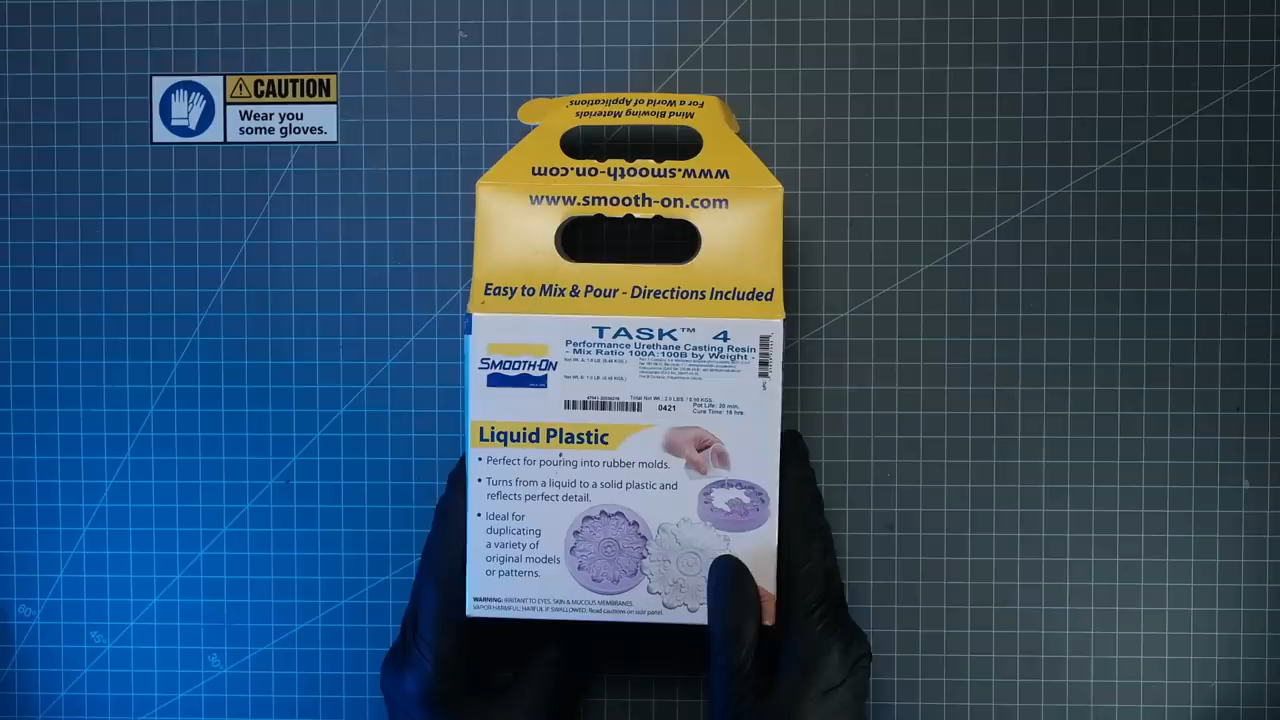 CAUTION
Wear you
some gloves.
For a World of Applications
Mind Blowing Materials
www.smooth-on.com
www.smooth-on.com
Easy to Mix & Pour - Directions Included
TASK™ 4
Performance Urethane Casting Resin
- Mix Ratio 100A:100B by Weight -
SMOOTH-ON
0421
Pot Life: 20 min.
Cure Time: 16 hrs.
Liquid Plastic
• Perfect for pouring into rubber molds.
• Turns from a liquid to a solid plastic and
reflects perfect detail.
• Ideal for
duplicating
a variety of
original models
or patterns.
WARNING: IRRITANT TO EYES, SKIN & MUCOUS MEMBRANES.
VAPOR HARMFUL; HARMFUL IF SWALLOWED. Read cautions on side panel.
60°
45°
30°